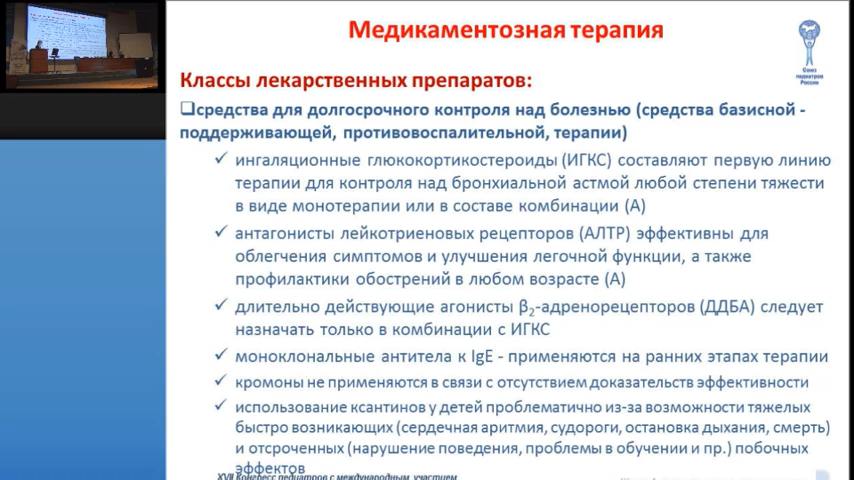 Медикаментозная терапия
Союз
педиатров
России
Классы лекарственных препаратов:
❑средства для долгосрочного контроля над болезнью (средства базисной -
поддерживающей, противовоспалительной, терапии)
✓ ингаляционные глюкокортикостероиды (ИГКС) составляют первую линию
терапии для контроля над бронхиальной астмой любой степени тяжести
в виде монотерапии или в составе комбинации (А)
✓ антагонисты лейкотриеновых рецепторов (АЛТР) эффективны для
облегчения симптомов и улучшения легочной функции, а также
профилактики обострений в любом возрасте (А)
✓ длительно действующие агонисты β₂-адренорецепторов (ДДБА) следует
назначать только в комбинации с ИГКС
✓ моноклональные антитела к IgE - применяются на ранних этапах терапии
✓ кромоны не применяются в связи с отсутствием доказательств эффективности
✓ использование ксантинов у детей проблематично из-за возможности тяжелых
быстро возникающих (сердечная аритмия, судороги, остановка дыхания, смерть)
и отсроченных (нарушение поведения, проблемы в обучении и пр.) побочных
эффектов
XVII Конгресс педиатров с международным участием